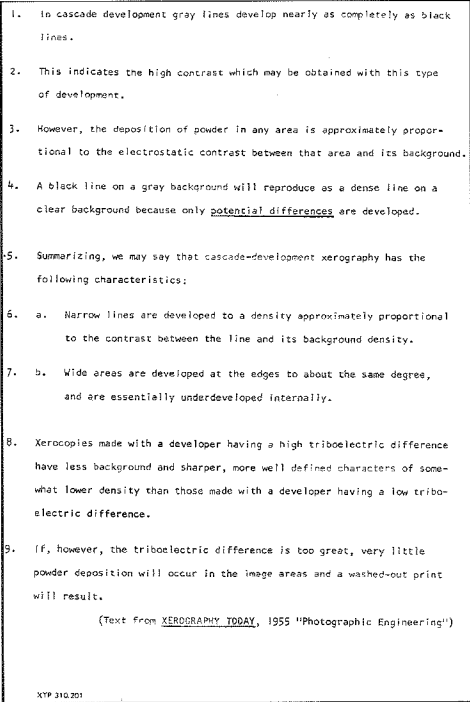 1. In cascade development gray lines develop nearly as completely as black
lines.
2. This indicates the high contrast which may be obtained with this type
of development.
3. However, the deposition of powder in any area is approximately propor-
tional to the electrostatic contrast between that area and its background.
4. A black line on a gray background will reproduce as a dense line on a
clear background because only potential differences are developed.
5. Summarizing, we may say that cascade-development xerography has the
following characteristics:
6. a. Narrow lines are developed to a density approximately proportional
to the contrast between the line and its background density.
7. b. Wide areas are developed at the edges to about the same degree,
and are essentially underdeveloped internally.
8. Xerocopies made with a developer having a high triboelectric difference
have less background and sharper, more well defined characters of some-
what lower density than those made with a developer having a low tribo-
electric difference.
9. If, however, the triboelectric difference is too great, very little
powder deposition will occur in the image areas and a washed-out print
will result.
(Text from XEROGRAPHY TODAY, 1955 "Photographic Engineering")
XTP 310.201